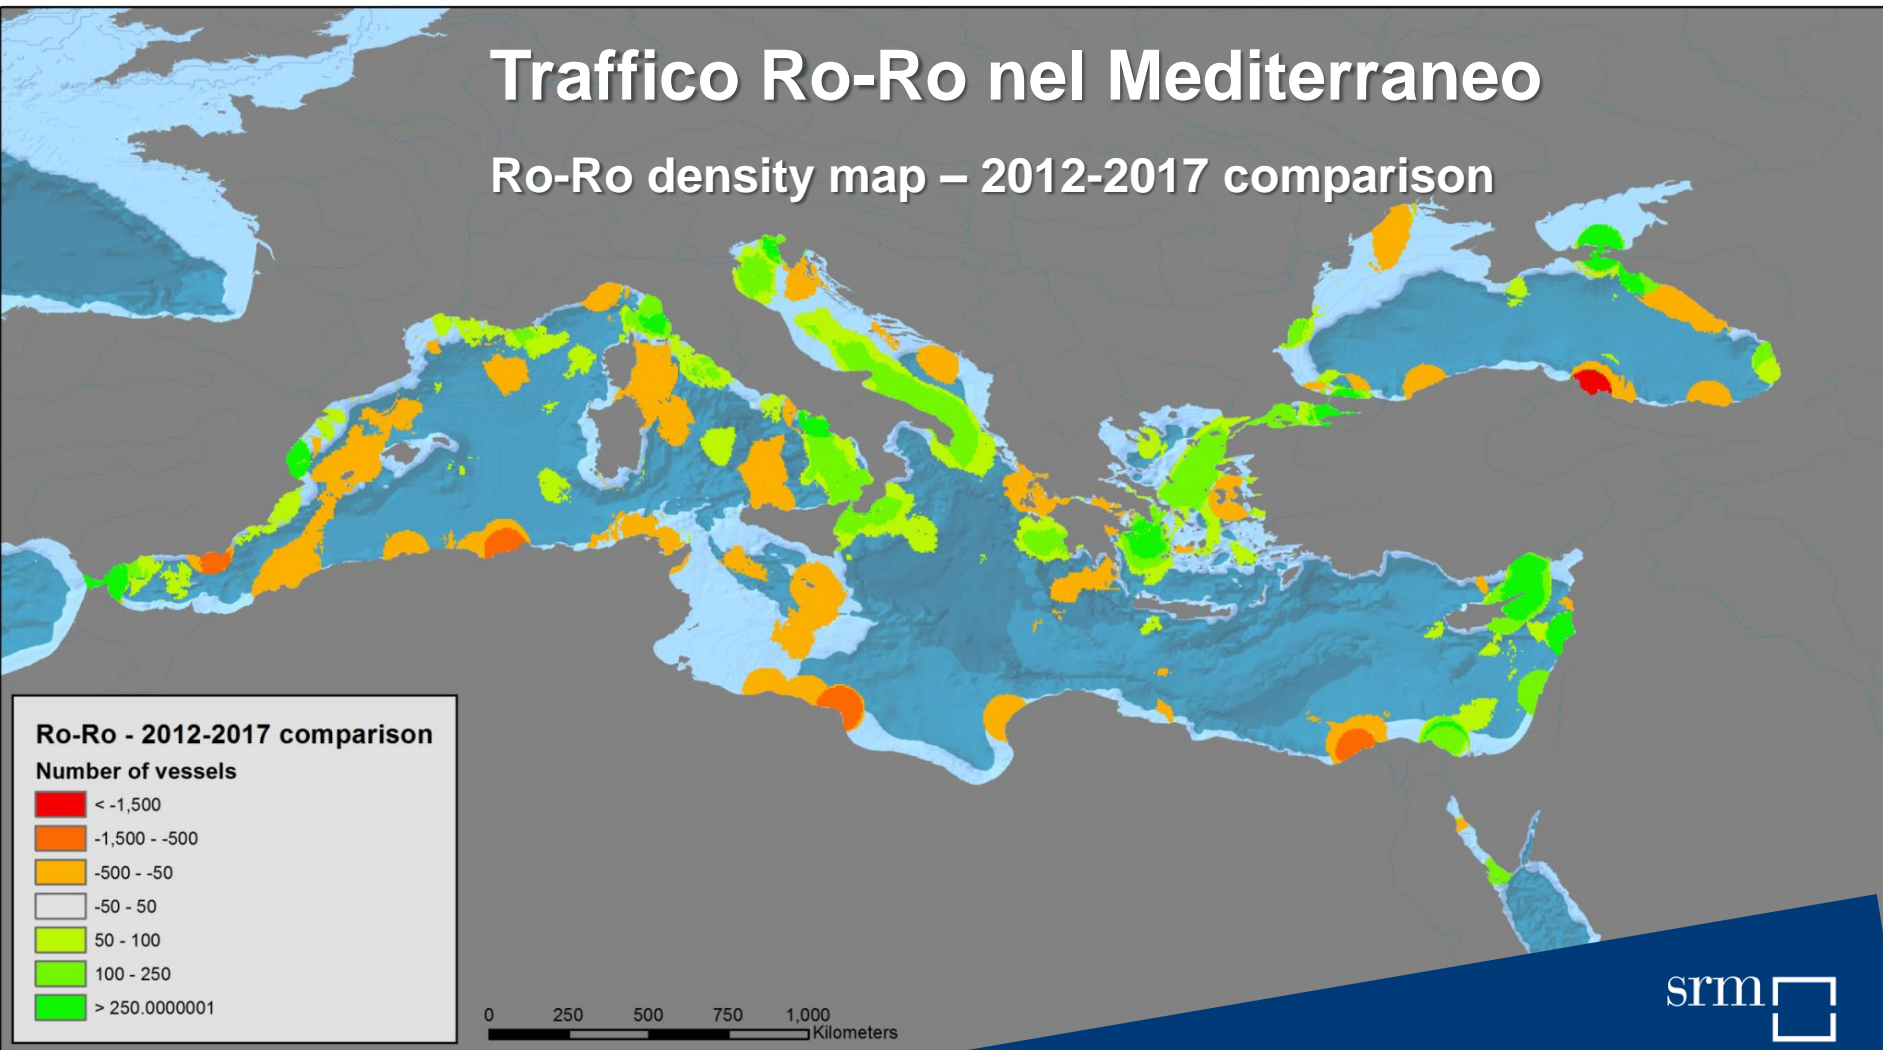 Traffico Ro-Ro nel Mediterraneo
Ro-Ro density map – 2012-2017 comparison
Ro-Ro - 2012-2017 comparison
Number of vessels
< -1,500
-1,500 - -500
-500 - -50
-50 - 50
50 - 100
100 - 250
> 250.0000001
0 250 500 750 1,000
Kilometers
srm